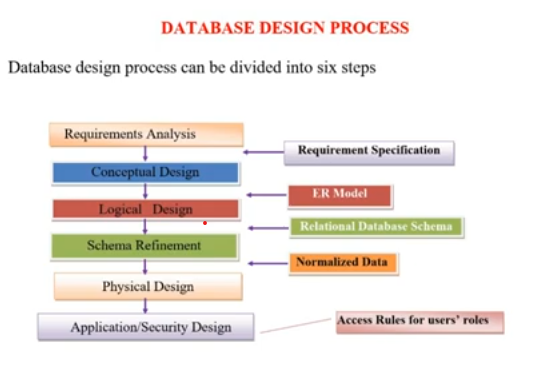 DATABASE DESIGN PROCESS
Database design process can be divided into six steps
Requirements Analysis
Requirement Specification
Conceptual Design
ER Model
Logical Design
Relational Database Schema
Schema Refinement
Normalized Data
Physical Design
Application/Security Design
Access Rules for users' roles